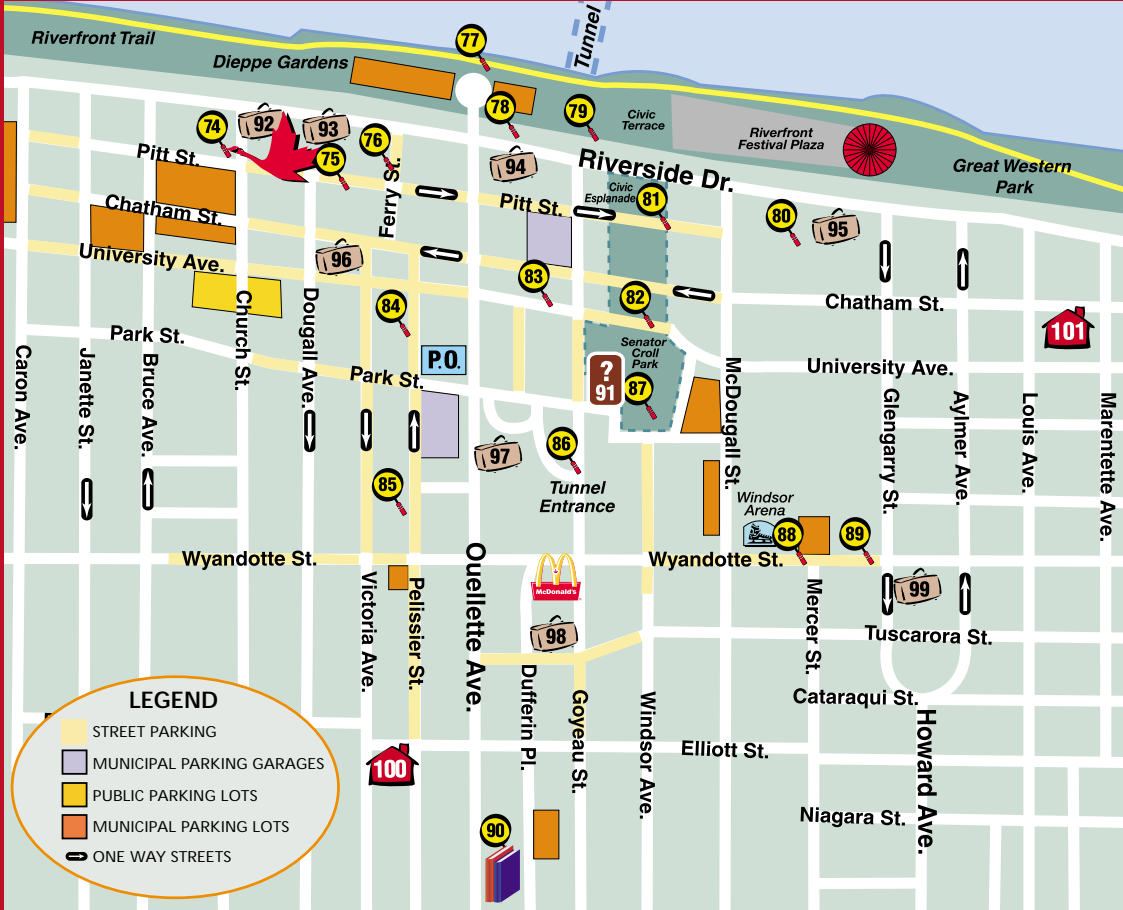 Riverfront Trail
Dieppe Gardens
77
Tunnel
78
79
Civic
Terrace
Riverfront
Festival Plaza
Great Western
Park
74
92
93
76
75
94
Pitt St.
Ferry St.
Riverside Dr.
Civic
Esplanade
81
Pitt St.
80
95
Chatham St.
University Ave.
96
83
82
84
Chatham St.
101
Church St.
Dougall Ave.
Park St.
P.O.
Park St.
Senator
Croll
Park
?
91
87
University Ave.
Caron Ave.
Janette St.
Bruce Ave.
McDougall St.
Glengarry St.
Aylmer Ave.
Louis Ave.
Marentette Ave.
97
86
85
Tunnel
Entrance
Windsor
Arena
88
89
Wyandotte St.
Wyandotte St.
McDonald's
99
98
Victoria Ave.
Pelissier St.
Ouellette Ave.
Mercer St.
Tuscarora St.
Dufferin Pl.
Goyeau St.
Windsor Ave.
Cataraqui St.
Howard Ave.
Elliott St.
100
Niagara St.
90
LEGEND
STREET PARKING
MUNICIPAL PARKING GARAGES
PUBLIC PARKING LOTS
MUNICIPAL PARKING LOTS
ONE WAY STREETS